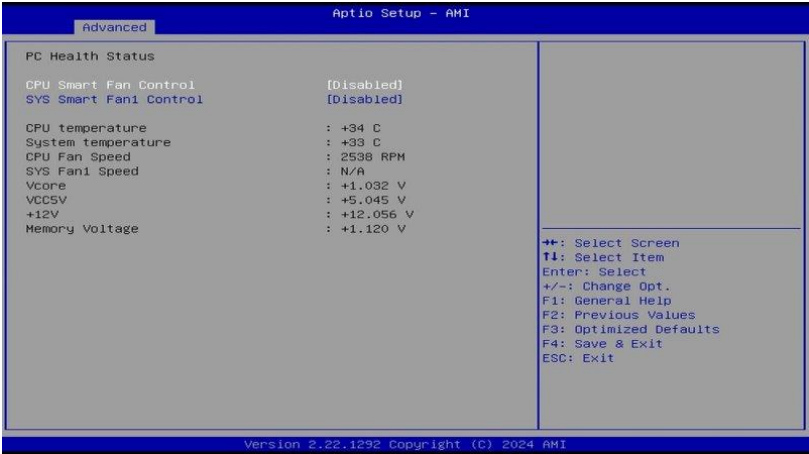 Aptio Setup – AMI
Advanced
PC Health Status
CPU Smart Fan Control [Disabled]
SYS Smart Fan1 Control [Disabled]
CPU temperature : +34 C
System temperature : +33 C
CPU Fan Speed : 2538 RPM
SYS Fan1 Speed : N/A
Vcore : +1.032 V
VCC5V : +5.045 V
+12V : +12.056 V
Memory Voltage : +1.120 V
→←: Select Screen
↑↓: Select Item
Enter: Select
+/-: Change Opt.
F1: General Help
F2: Previous Values
F3: Optimized Defaults
F4: Save & Exit
ESC: Exit
Version 2.22.1292 Copyright (C) 2024 AMI